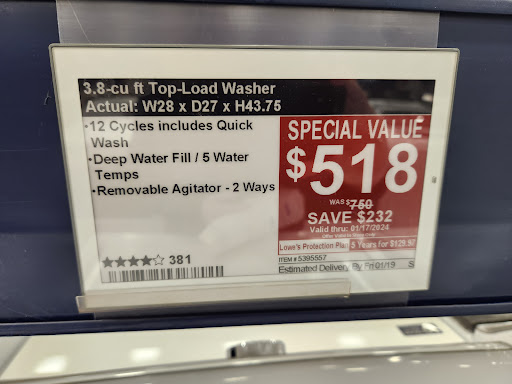 3.8-cu ft Top-Load Washer
Actual: W28 x D27 x H43.75
•12 Cycles includes Quick
Wash
•Deep Water Fill / 5 Water
Temps
•Removable Agitator - 2 Ways
381
SPECIAL VALUE
$518
WAS $750
SAVE $232
Valid thru: 01/17/2024
Lowe's Protection Plan 5 Years for $129.97
ITEM # 5395557
Estimated Delivery By Fri 01/19 S